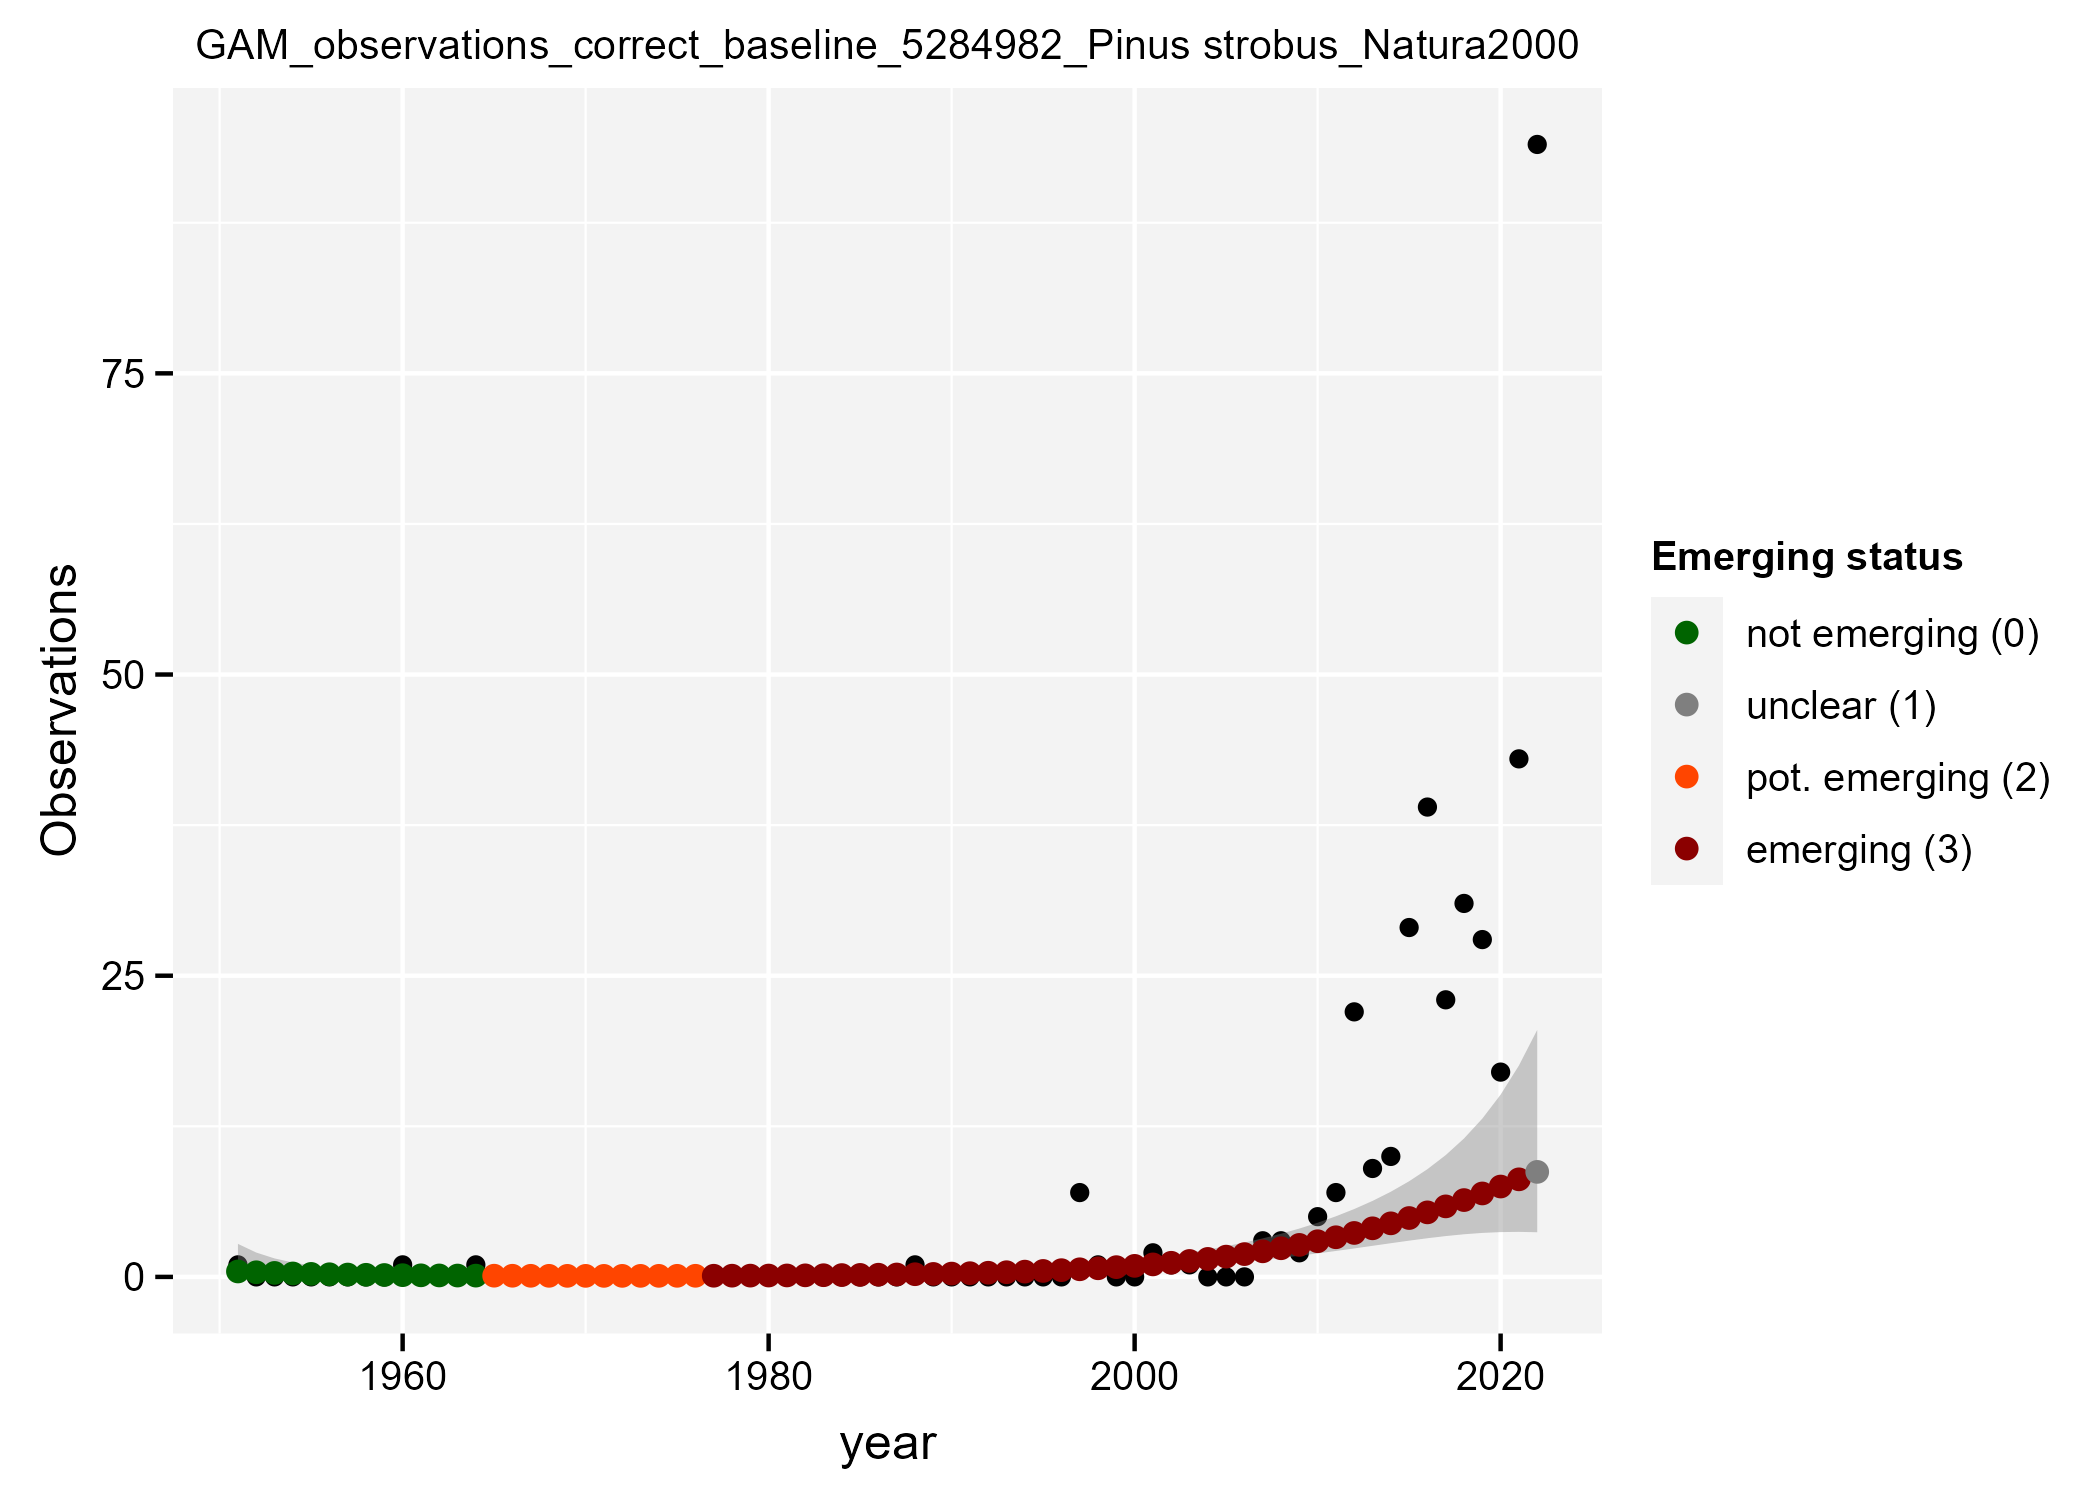 GAM_observations_correct_baseline_5284982_Pinus strobus_Natura2000
Observations
75
50
25
0
1960
1980
2000
2020
year
Emerging status
not emerging (0)
unclear (1)
pot. emerging (2)
emerging (3)